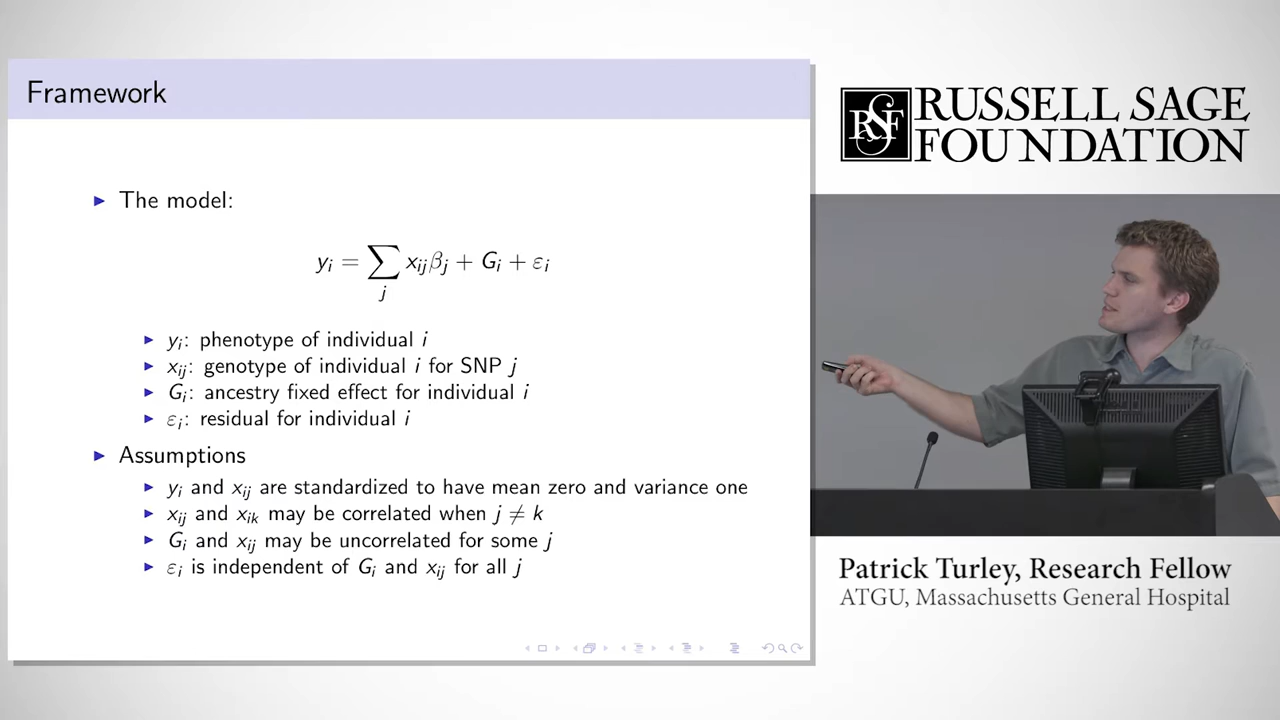 Framework
▶ The model:
y_i = ∑_j x_ij β_j + G_i + ε_i
▶ y_i: phenotype of individual i
▶ x_ij: genotype of individual i for SNP j
▶ G_i: ancestry fixed effect for individual i
▶ ε_i: residual for individual i
▶ Assumptions
▶ y_i and x_ij are standardized to have mean zero and variance one
▶ x_ij and x_ik may be correlated when j ≠ k
▶ G_i and x_ij may be uncorrelated for some j
▶ ε_i is independent of G_i and x_ij for all j
RSF
RUSSELL SAGE
FOUNDATION
Patrick Turley, Research Fellow
ATGU, Massachusetts General Hospital